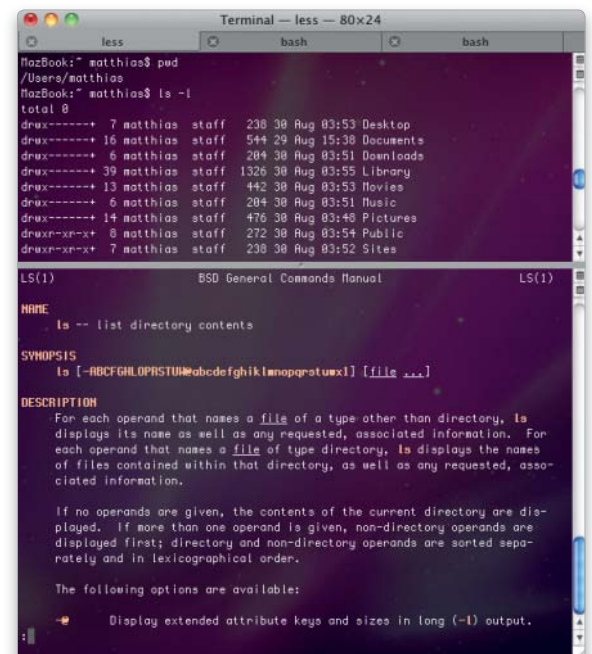 Terminal — less — 80×24
less bash bash
MazBook:~ matthias$ pwd
/Users/matthias
MazBook:~ matthias$ ls -l
total 0
drwx------+ 7 matthias staff 238 30 Aug 03:53 Desktop
drwx------+ 16 matthias staff 544 29 Aug 15:38 Documents
drwx------+ 6 matthias staff 204 30 Aug 03:51 Downloads
drwx------+ 39 matthias staff 1326 30 Aug 03:55 Library
drwx------+ 13 matthias staff 442 30 Aug 03:53 Movies
drwx------+ 6 matthias staff 204 30 Aug 03:51 Music
drwx------+ 14 matthias staff 476 30 Aug 03:48 Pictures
drwxr-xr-x+ 8 matthias staff 272 30 Aug 03:54 Public
drwxr-xr-x+ 7 matthias staff 238 30 Aug 03:52 Sites
LS(1) BSD General Commands Manual LS(1)
NAME
ls -- list directory contents
SYNOPSIS
ls [-ABCFGHLOPRSTUW@abcdefghiklmnopqrstuwx1] [file ...]
DESCRIPTION
For each operand that names a file of a type other than directory, ls
displays its name as well as any requested, associated information. For
each operand that names a file of type directory, ls displays the names
of files contained within that directory, as well as any requested, asso-
ciated information.
If no operands are given, the contents of the current directory are dis-
played. If more than one operand is given, non-directory operands are
displayed first; directory and non-directory operands are sorted sepa-
rately and in lexicographical order.
The following options are available:
-@ Display extended attribute keys and sizes in long (-l) output.
: